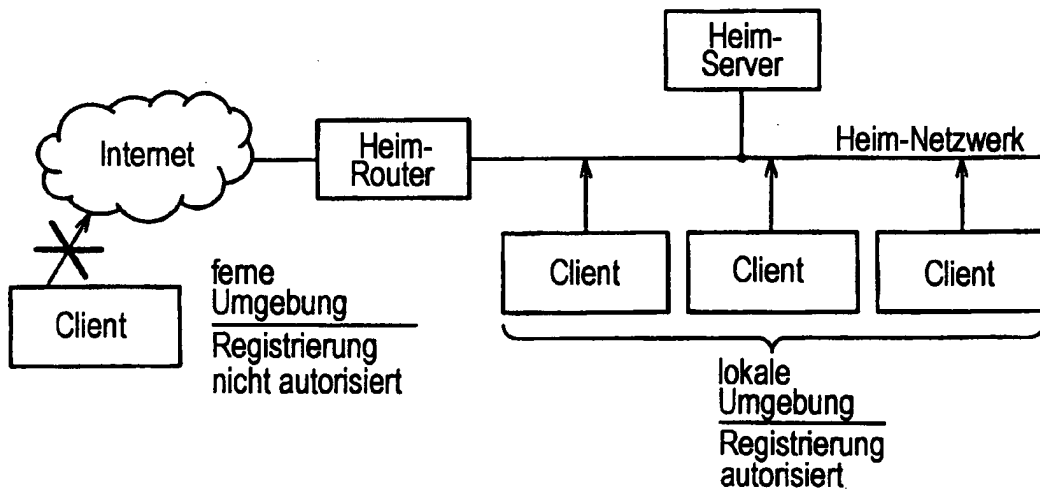 Heim-
Server
Internet
Heim-
Router
Heim-Netzwerk
Client
Client
Client
Client
ferne
Umgebung
Registrierung
nicht autorisiert
lokale
Umgebung
Registrierung
autorisiert